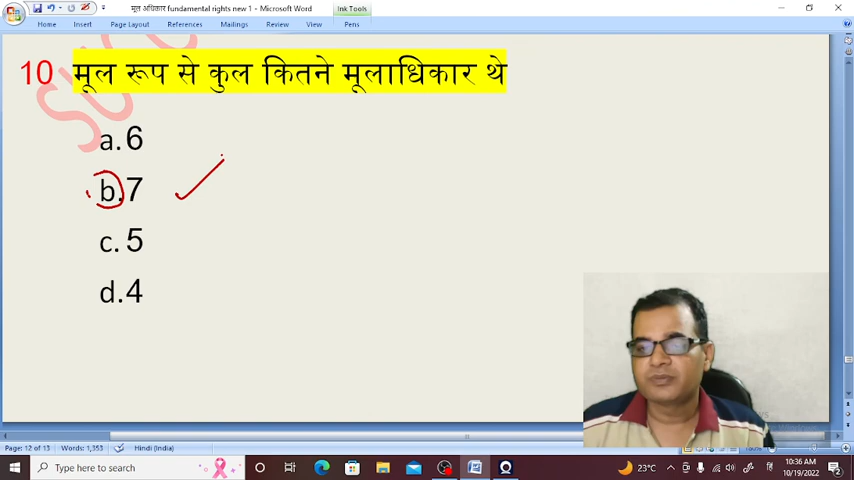 मूल अधिकार fundamental rights new 1 - Microsoft Word
Ink Tools
Home Insert Page Layout References Mailings Review View Pens
10 मूल रूप से कुल कितने मूलाधिकार थे
a. 6
b. 7
c. 5
d. 4
Page: 12 of 13 Words: 1,353 Hindi (India)
Type here to search
23°C
10:36 AM
10/19/2022